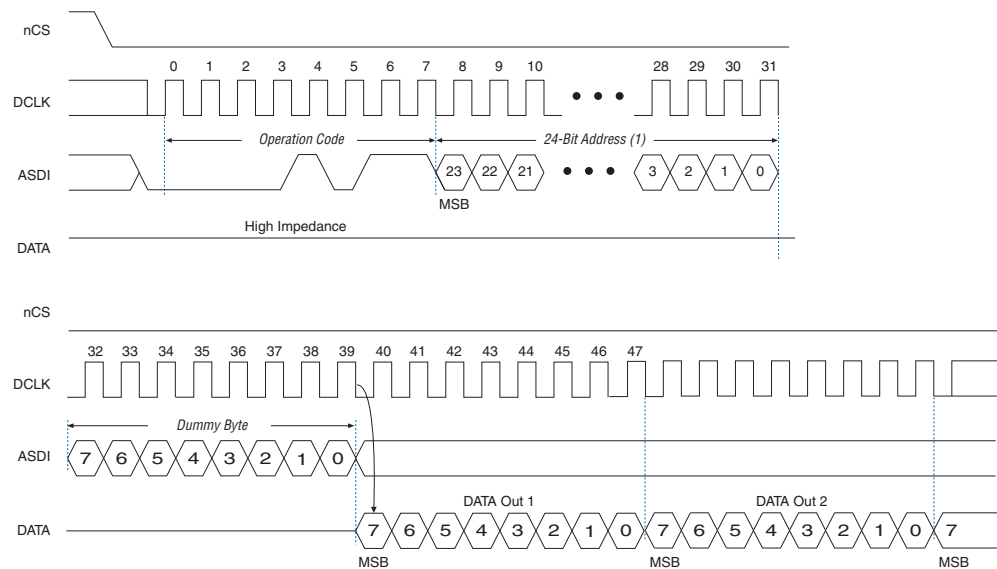 nCS
0 1 2 3 4 5 6 7 8 9 10 28 29 30 31
DCLK
Operation Code 24-Bit Address (1)
ASDI 23 22 21 3 2 1 0
MSB
High Impedance
DATA
nCS
32 33 34 35 36 37 38 39 40 41 42 43 44 45 46 47
DCLK
Dummy Byte
ASDI 7 6 5 4 3 2 1 0
DATA Out 1 DATA Out 2
DATA 7 6 5 4 3 2 1 0 7 6 5 4 3 2 1 0 7
MSB MSB MSB